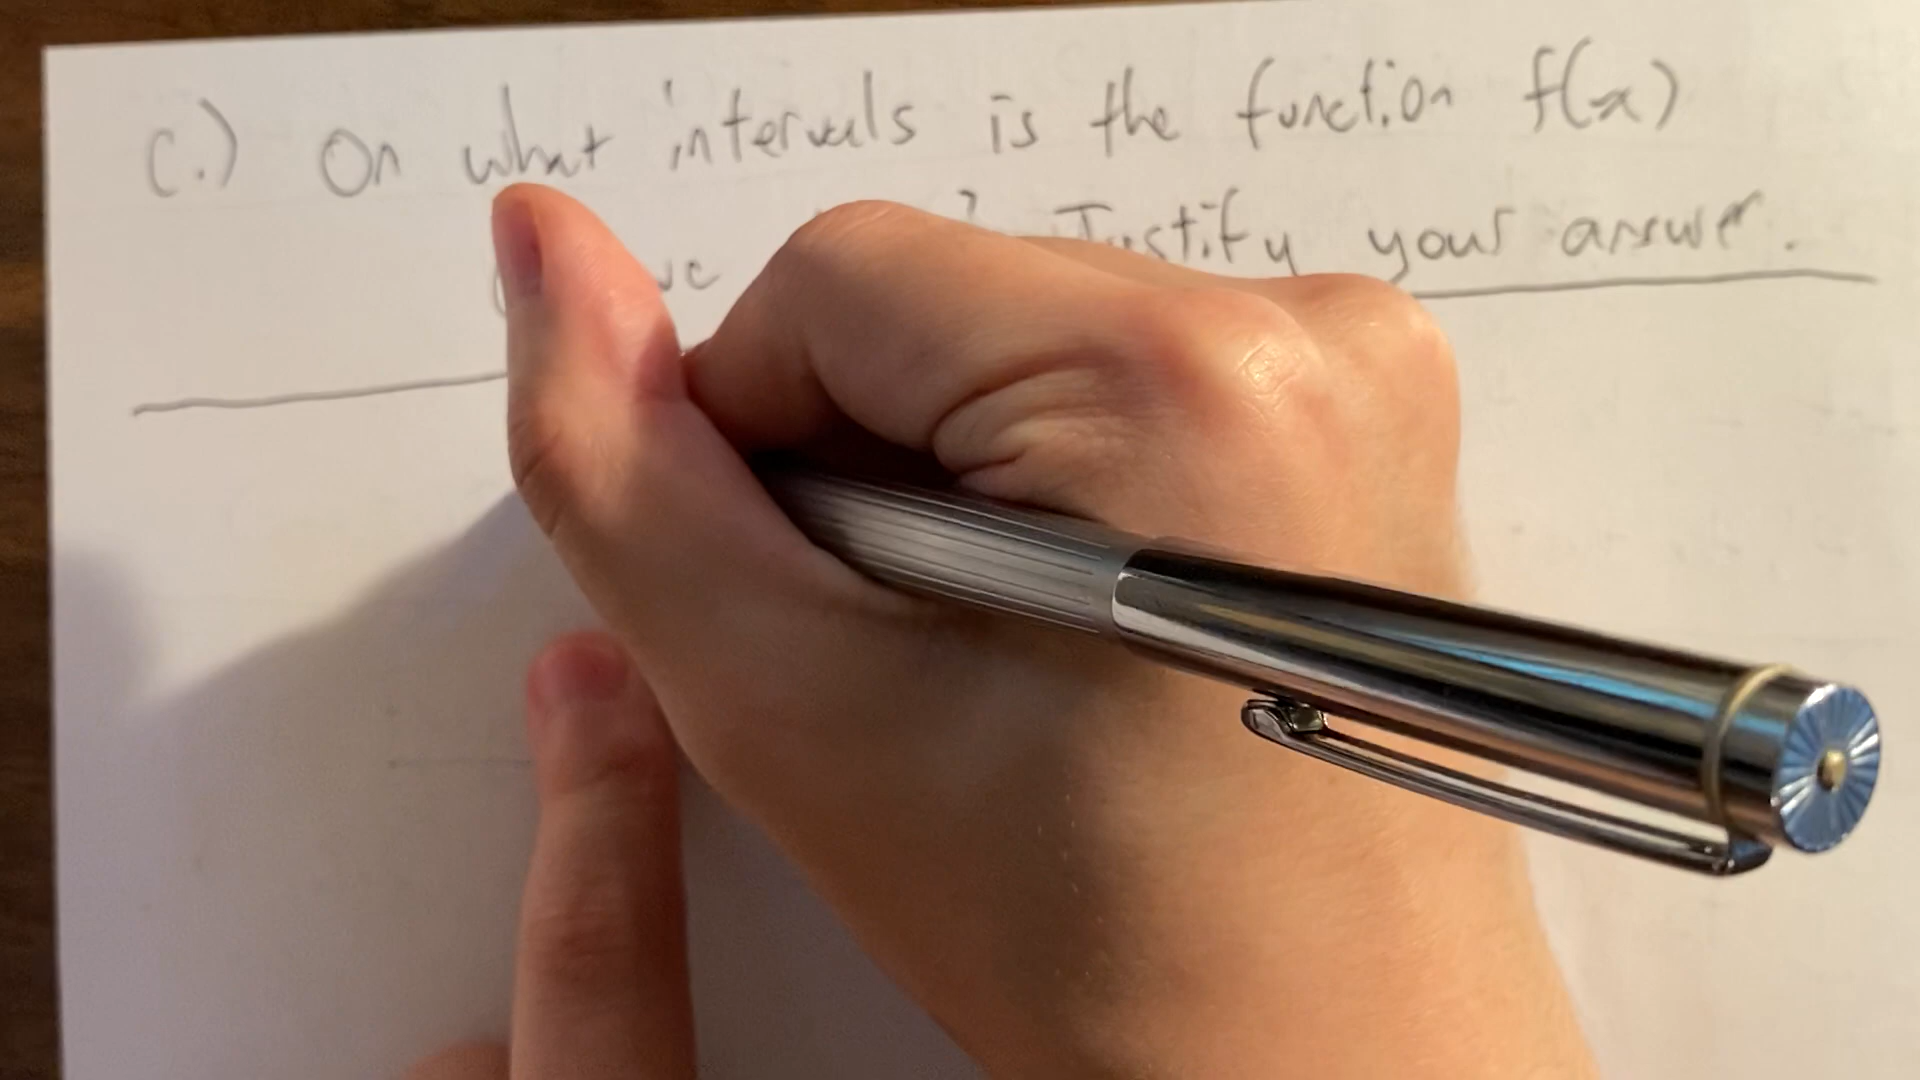 C.) On what intervals is the function f(x)
? Justify your answer.